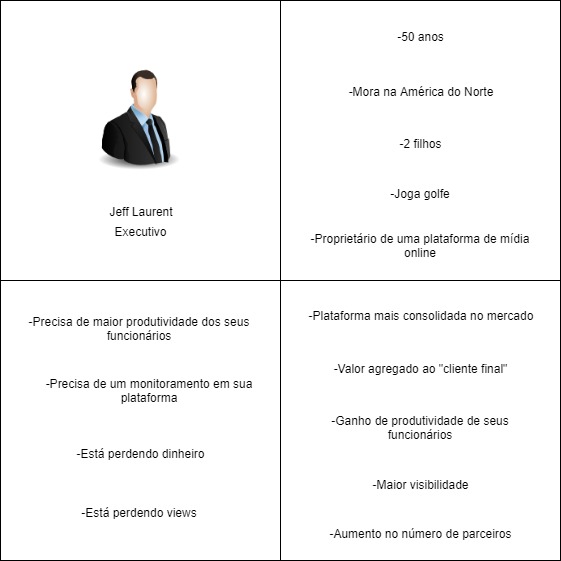 Jeff Laurent
Executivo
-50 anos
-Mora na América do Norte
-2 filhos
-Joga golfe
-Proprietário de uma plataforma de mídia
online
-Precisa de maior produtividade dos seus
funcionários
-Precisa de um monitoramento em sua
plataforma
-Está perdendo dinheiro
-Está perdendo views
-Plataforma mais consolidada no mercado
-Valor agregado ao "cliente final"
-Ganho de produtividade de seus
funcionários
-Maior visibilidade
-Aumento no número de parceiros